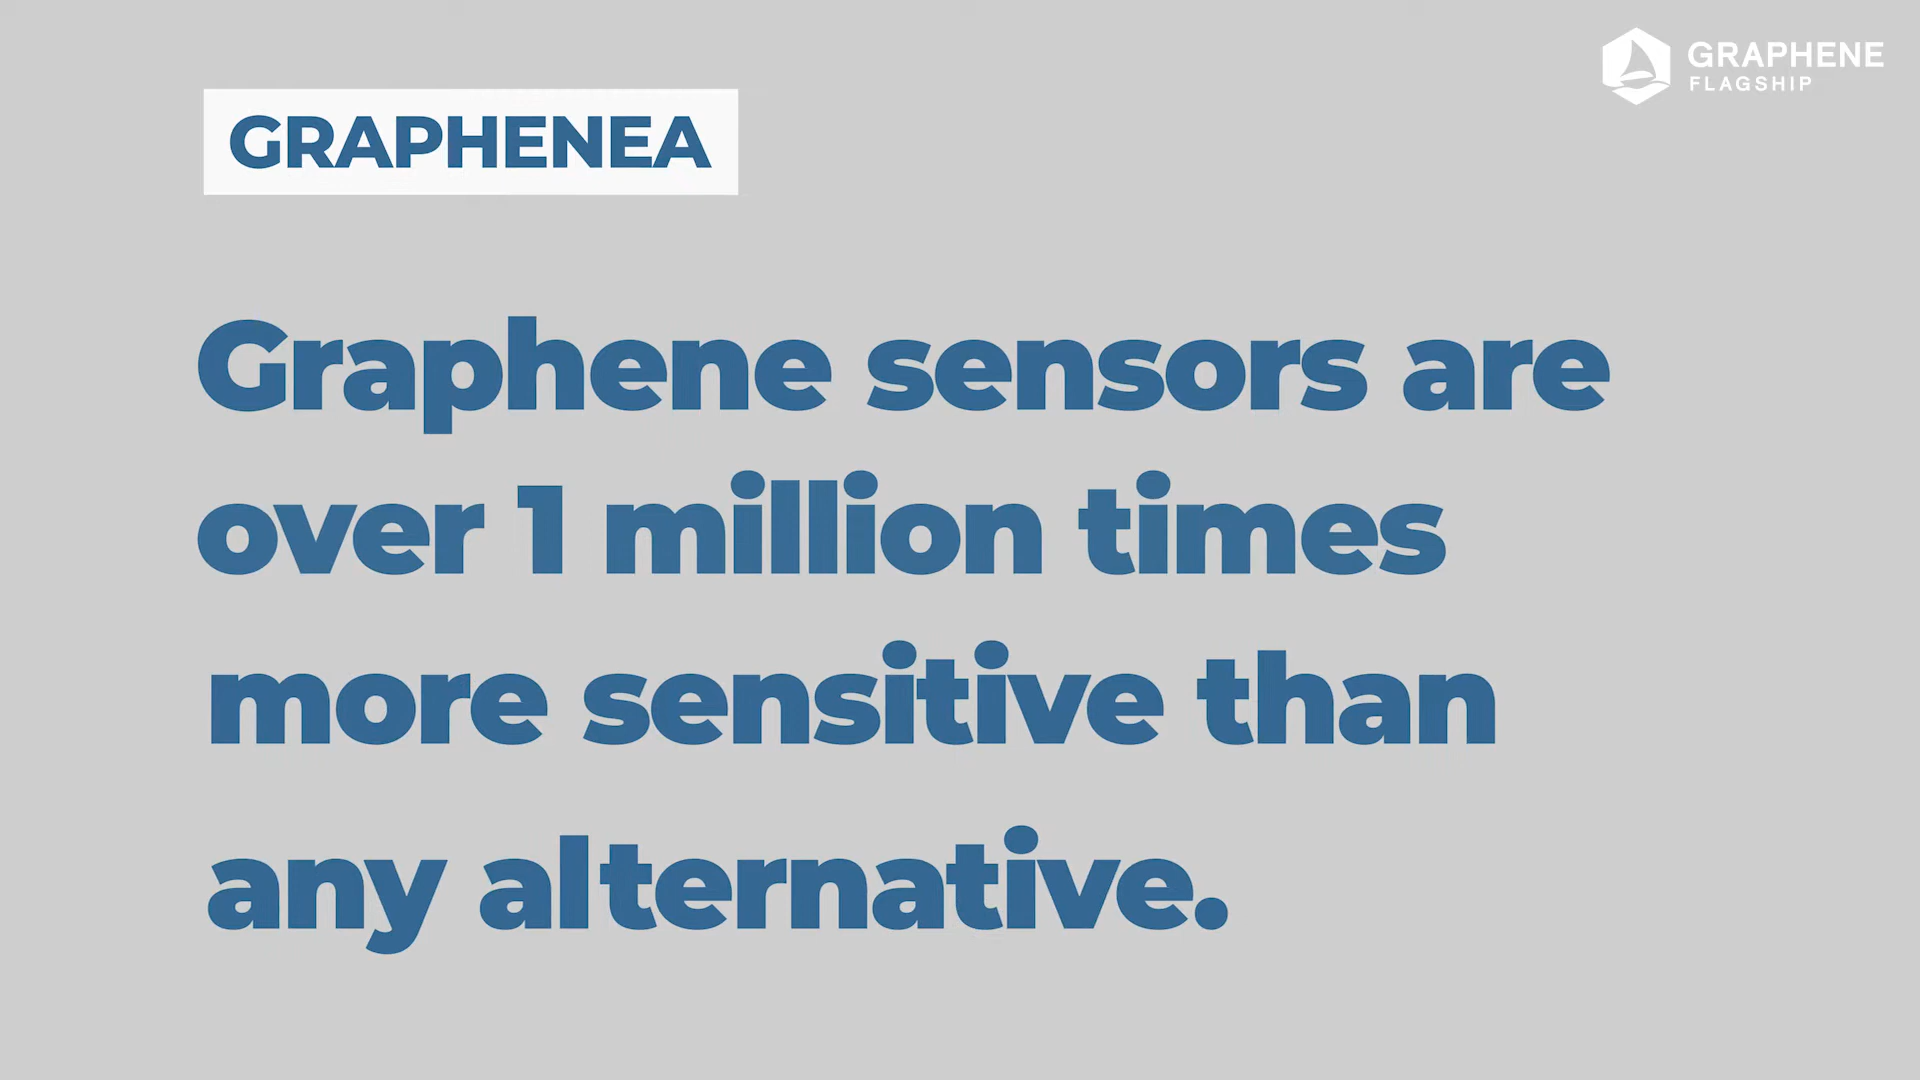 GRAPHENE
FLAGSHIP
GRAPHENEA
Graphene sensors are
over 1 million times
more sensitive than
any alternative.